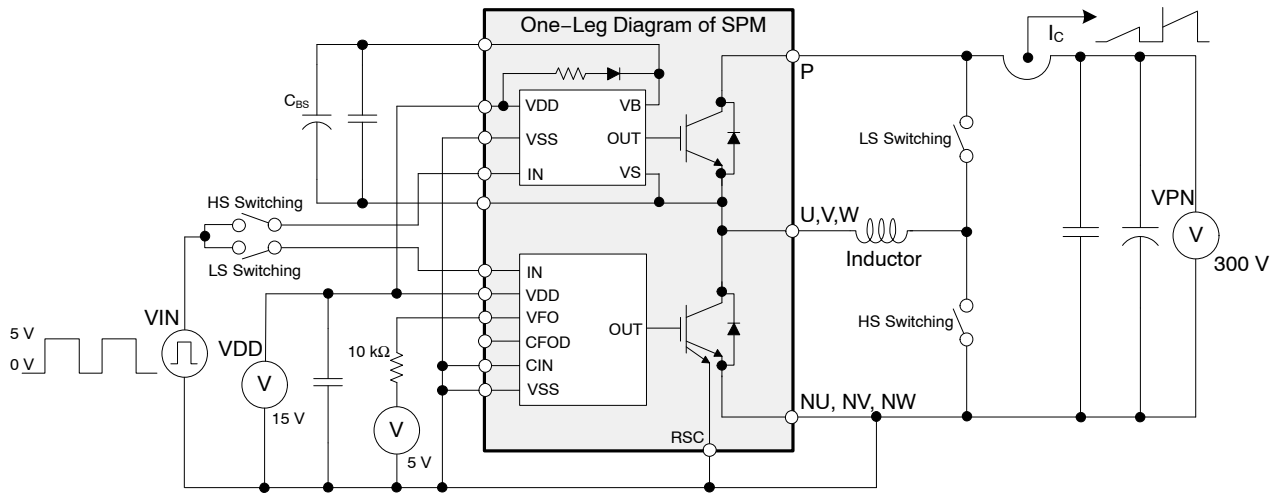 One–Leg Diagram of SPM
IC
P
CBS
VDD
VB
VSS
OUT
IN
VS
LS Switching
HS Switching
LS Switching
U,V,W
Inductor
VPN
V
300 V
IN
VDD
VFO
CFOD
CIN
VSS
OUT
HS Switching
VIN
5 V
0 V
VDD
V
15 V
10 kΩ
V
5 V
NU, NV, NW
RSC